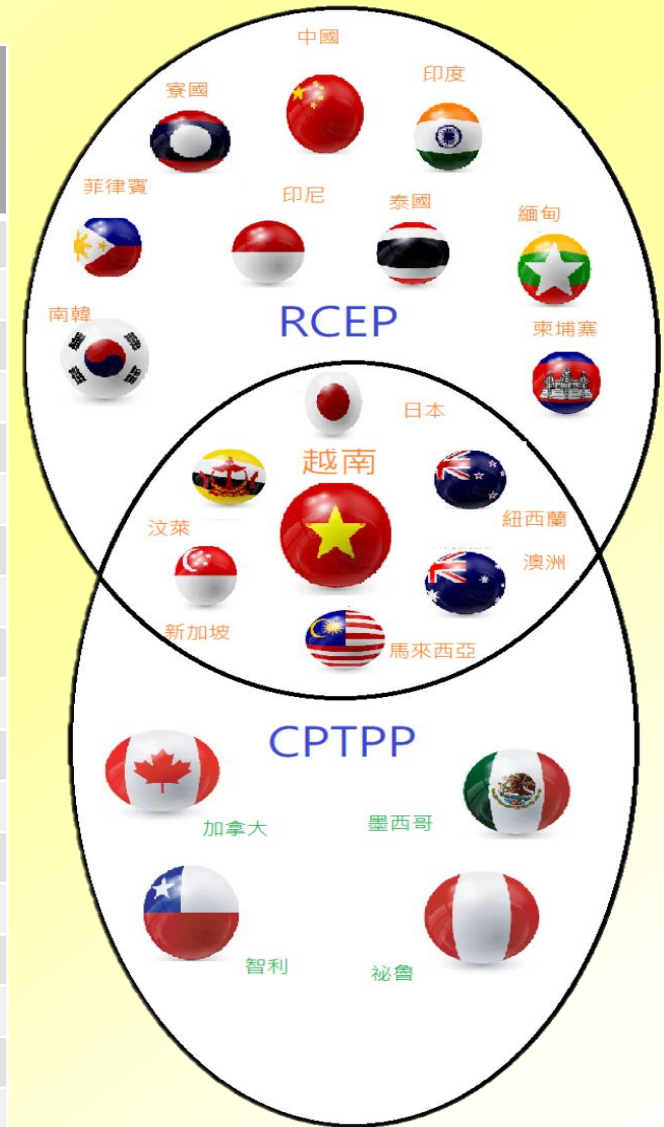 中國
印度
寮國
菲律賓
印尼
泰國
緬甸
RCEP
南韓
柬埔寨
日本
越南
紐西蘭
汶萊
澳洲
新加坡
馬來西亞
CPTPP
加拿大
墨西哥
智利
祕魯